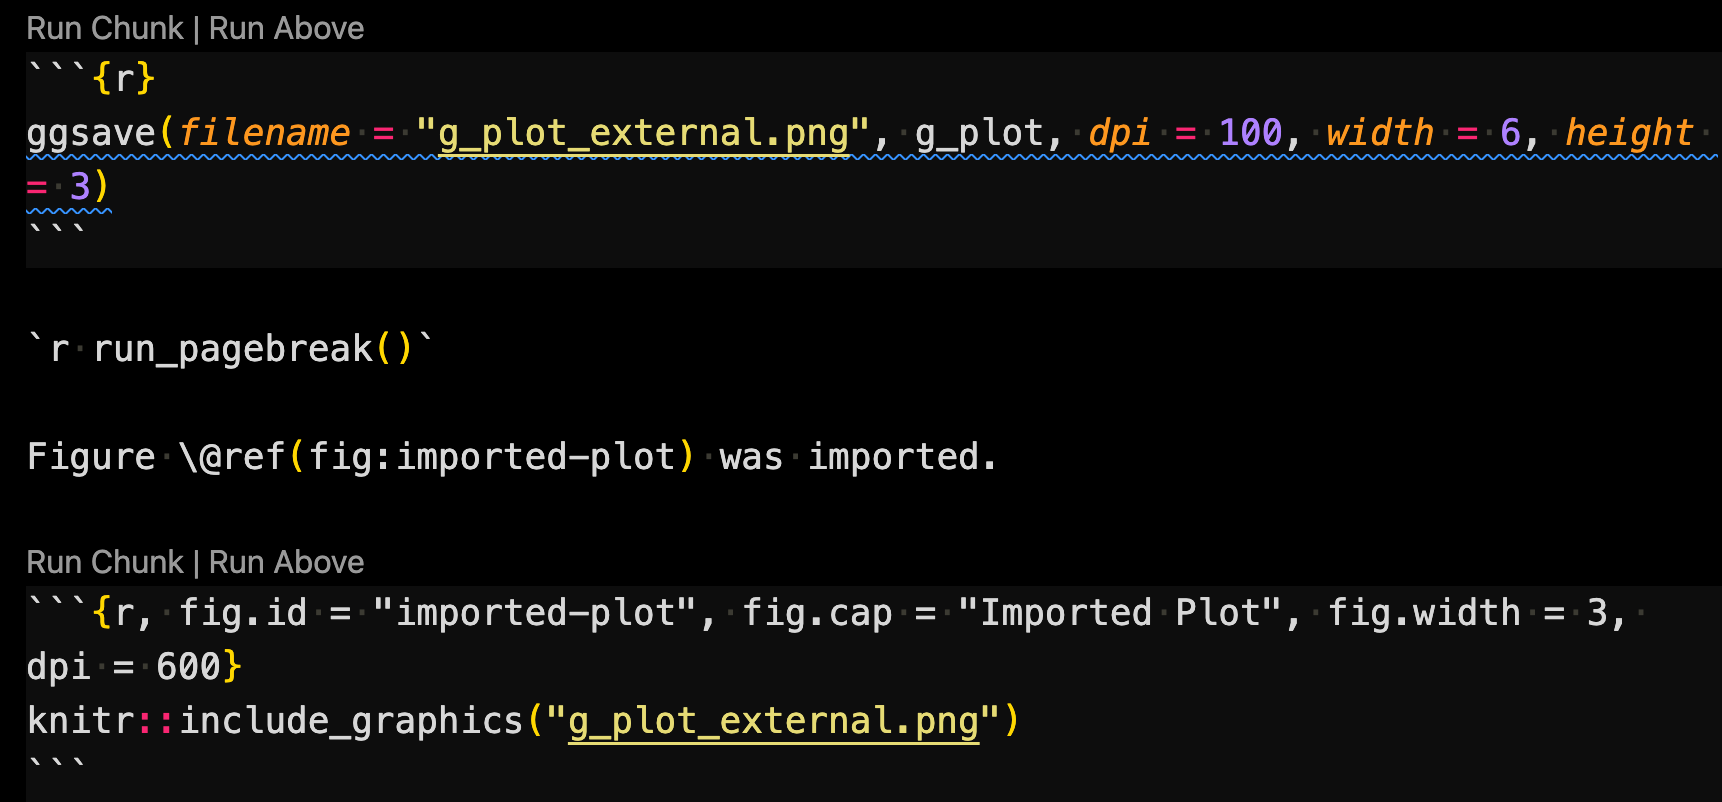 Run Chunk | Run Above
```{r}
ggsave(filename = "g_plot_external.png", g_plot, dpi = 100, width = 6, height
= 3)
```
`r run_pagebreak()`
Figure \@ref(fig:imported-plot) was imported.
Run Chunk | Run Above
```{r, fig.id = "imported-plot", fig.cap = "Imported Plot", fig.width = 3,
dpi = 600}
knitr::include_graphics("g_plot_external.png")
```